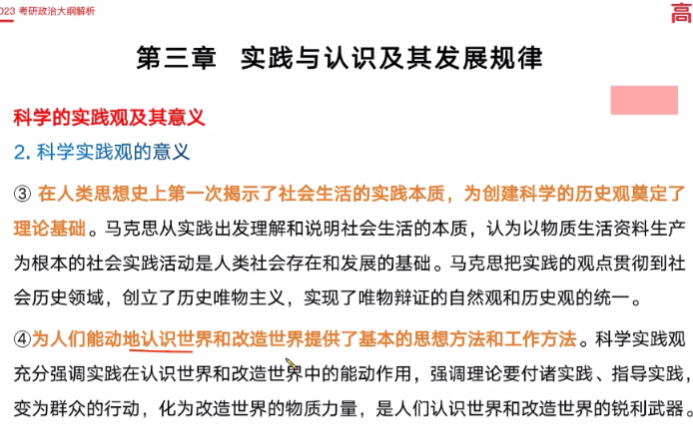 023 考研政治大纲解析
高
第三章 实践与认识及其发展规律
科学的实践观及其意义
2. 科学实践观的意义
③ 在人类思想史上第一次揭示了社会生活的实践本质，为创建科学的历史观奠定了
理论基础。马克思从实践出发理解和说明社会生活的本质，认为以物质生活资料生产
为根本的社会实践活动是人类社会存在和发展的基础。马克思把实践的观点贯彻到社
会历史领域，创立了历史唯物主义，实现了唯物辩证的自然观和历史观的统一。
④为人们能动地认识世界和改造世界提供了基本的思想方法和工作方法。科学实践观
充分强调实践在认识世界和改造世界中的能动作用，强调理论要付诸实践、指导实践，
变为群众的行动，化为改造世界的物质力量，是人们认识世界和改造世界的锐利武器。